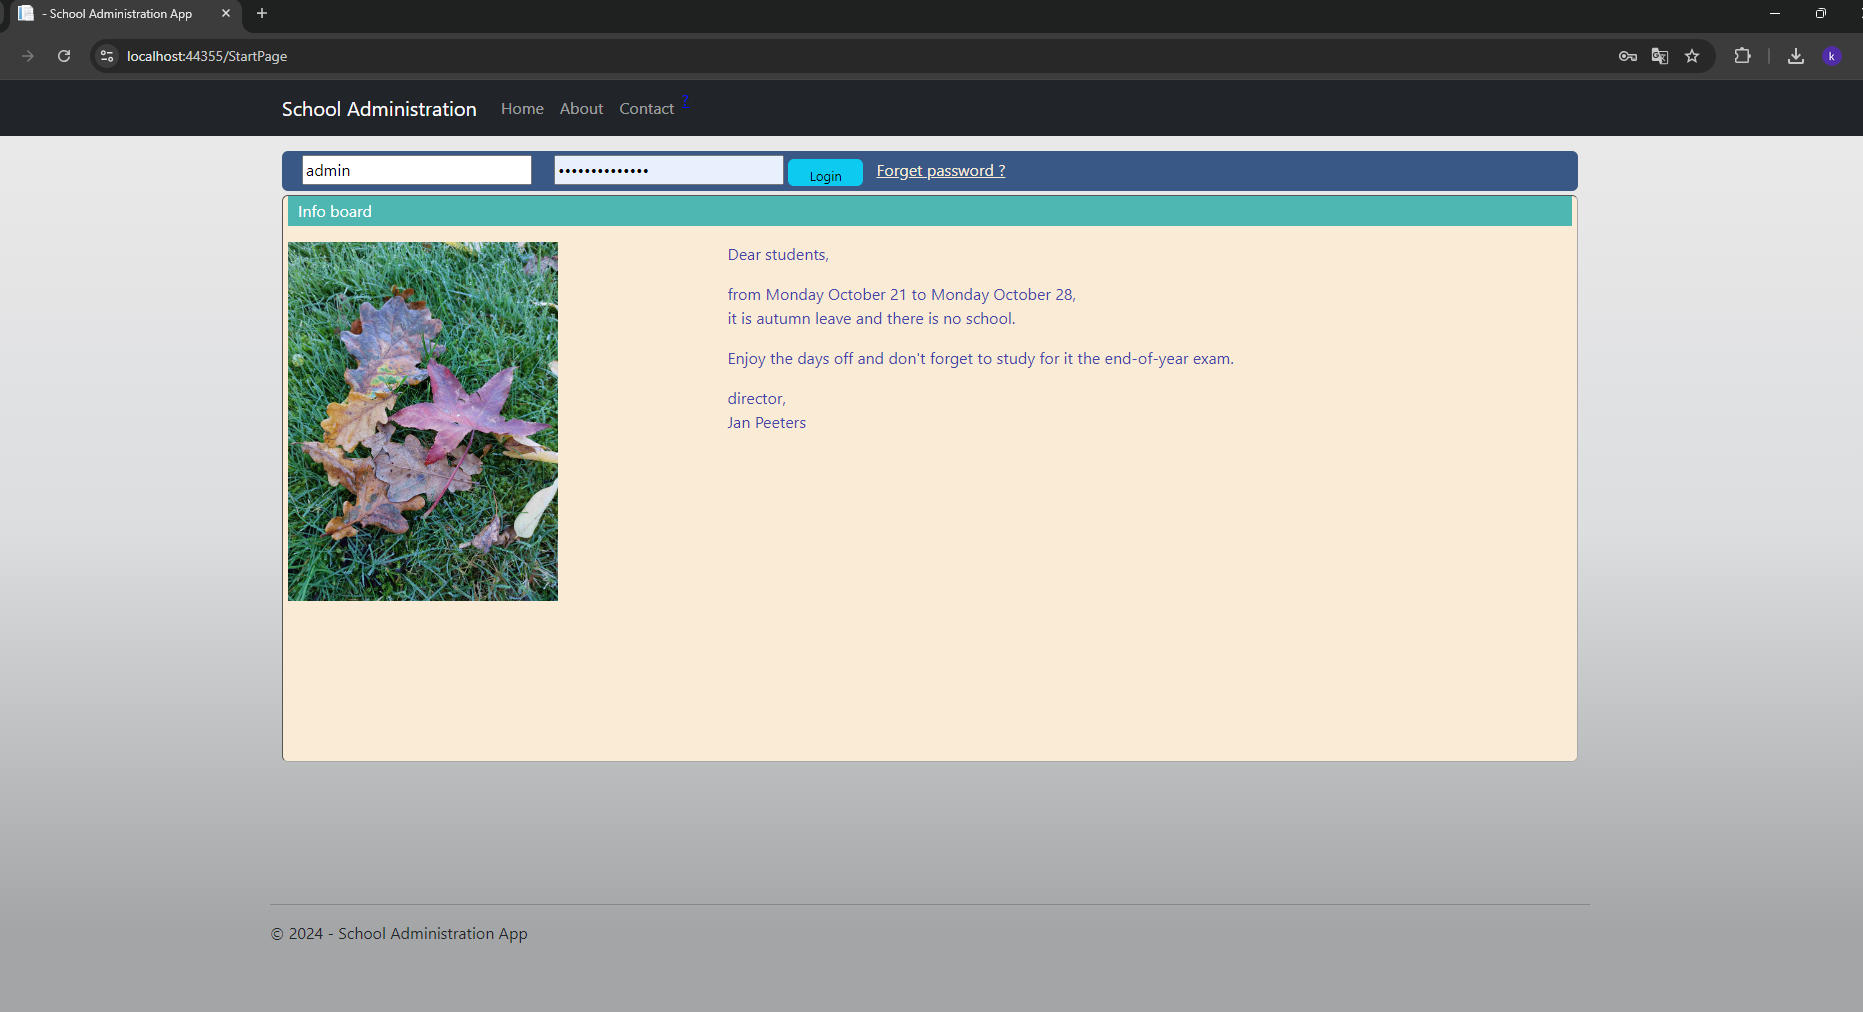 - School Administration App
localhost:44355/StartPage
k
School Administration Home About Contact ?
admin •••••••••••••• Login Forget password ?
Info board
Dear students,
from Monday October 21 to Monday October 28,
it is autumn leave and there is no school.
Enjoy the days off and don't forget to study for it the end-of-year exam.
director,
Jan Peeters
© 2024 - School Administration App